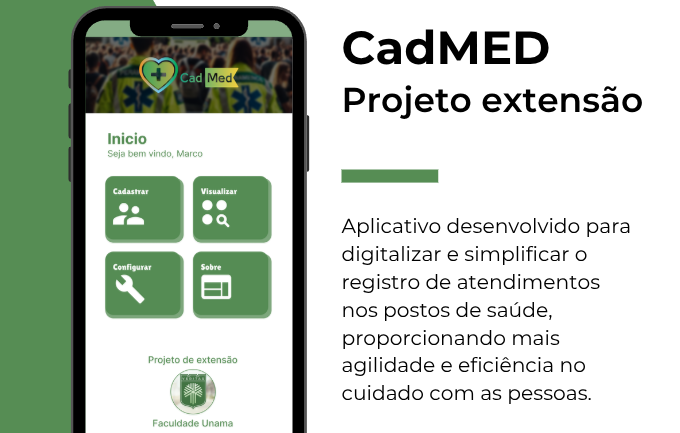 Cad Med
Inicio
Seja bem vindo, Marco
Cadastrar
Visualizar
Configurar
Sobre
Projeto de extensão
Faculdade Unama
CadMED
Projeto extensão
Aplicativo desenvolvido para
digitalizar e simplificar o
registro de atendimentos
nos postos de saúde,
proporcionando mais
agilidade e eficiência no
cuidado com as pessoas.